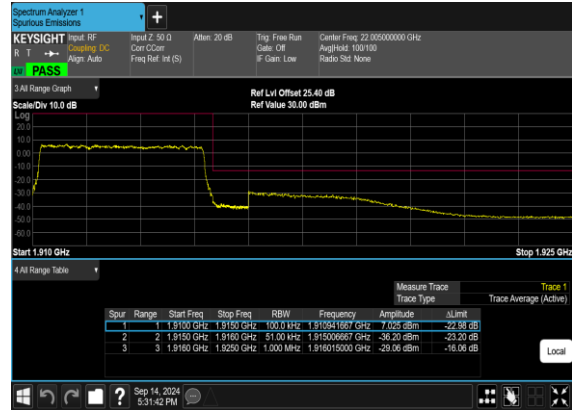 Spectrum Analyzer 1
Spurious Emissions
+
KEYSIGHT
R T
Input: RF
Coupling: DC
Align: Auto
Input Z: 50 Ω
Corr CCorr
Freq Ref: Int (S)
Atten: 20 dB
Trig: Free Run
Gate: Off
IF Gain: Low
Center Freq: 22.005000000 GHz
Avg|Hold: 100/100
Radio Std: None
PASS
3 All Range Graph
Scale/Div 10.0 dB
Ref Lvl Offset 25.40 dB
Ref Value 30.00 dBm
Log
20.0
10.0
0.00
-10.0
-20.0
-30.0
-40.0
-50.0
-60.0
Start 1.910 GHz
Stop 1.925 GHz
4 All Range Table
Measure Trace Trace 1
Trace Type Trace Average (Active)
Spur Range Start Freq Stop Freq RBW Frequency Amplitude ΔLimit
1 1 1.9100 GHz 1.9150 GHz 100.0 kHz 1.910941667 GHz 7.025 dBm -22.98 dB
2 2 1.9150 GHz 1.9160 GHz 51.00 kHz 1.915006667 GHz -36.20 dBm -23.20 dB
3 3 1.9160 GHz 1.9250 GHz 1.000 MHz 1.916015000 GHz -29.06 dBm -16.06 dB
Local
?
Sep 14, 2024
5:31:42 PM